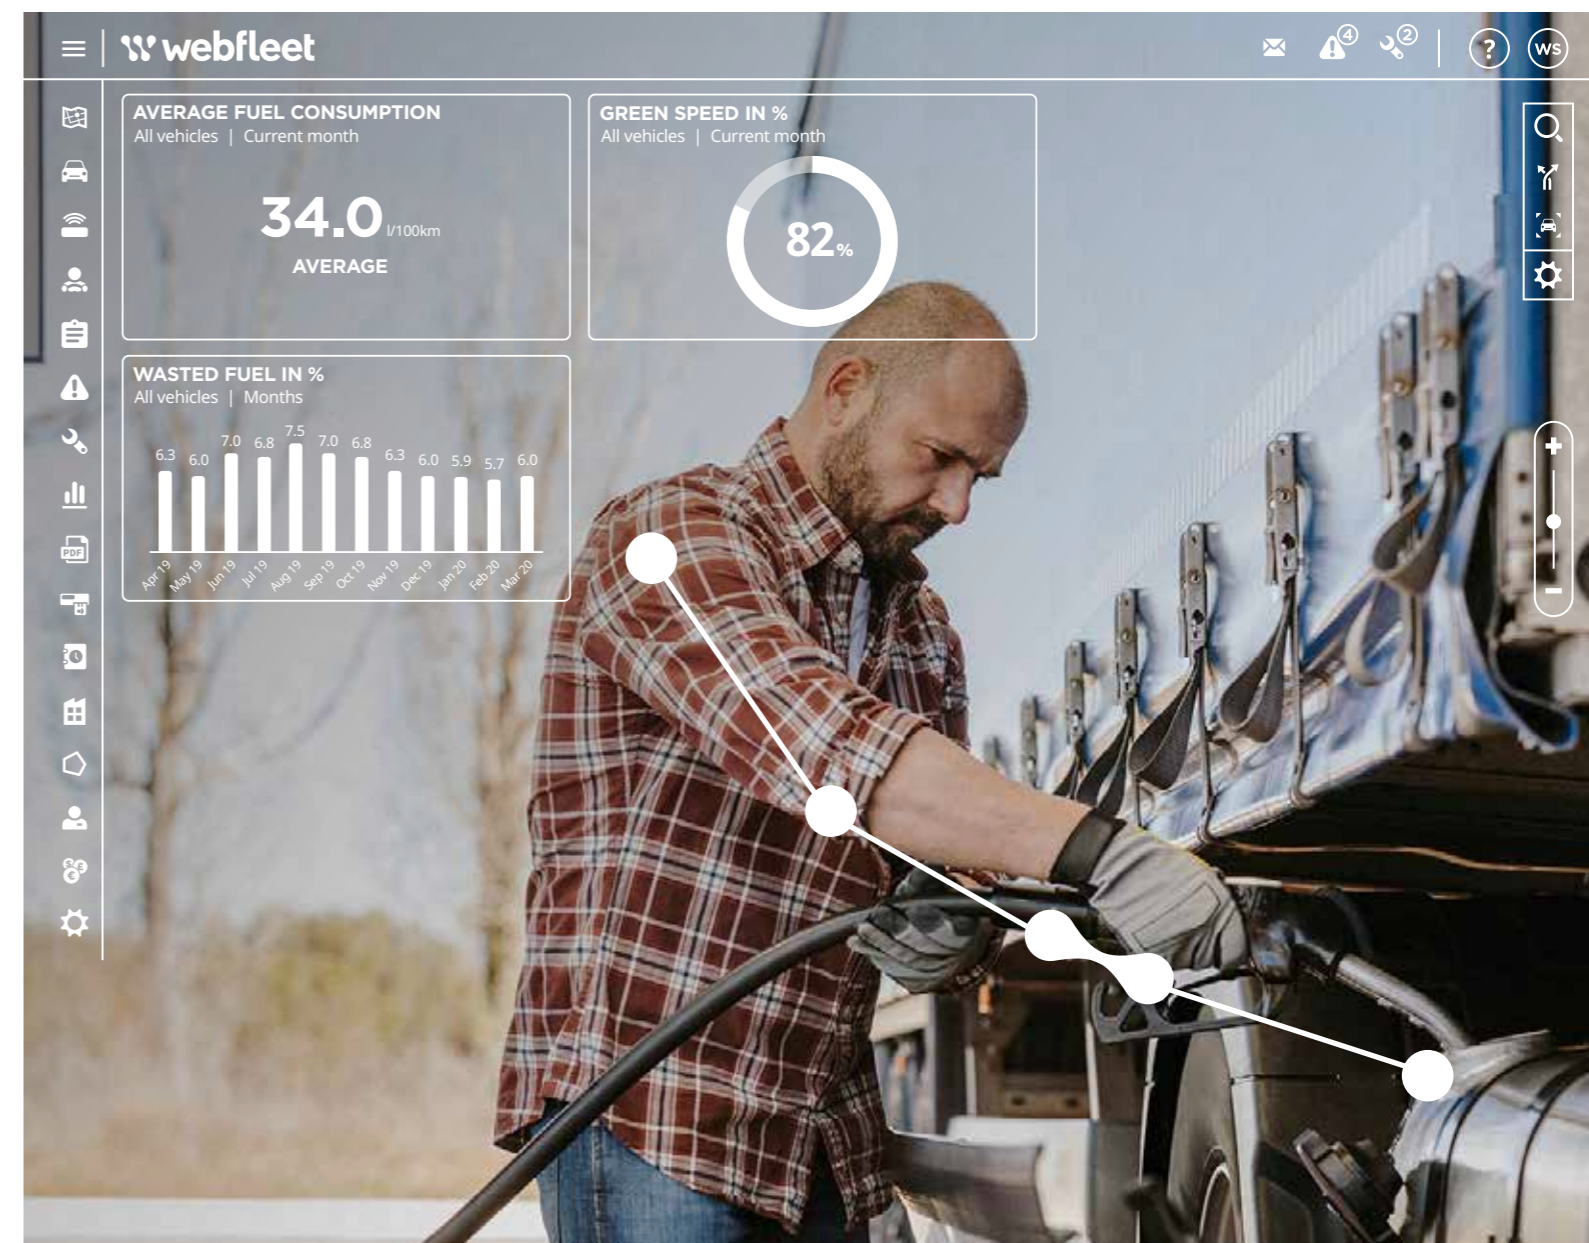 webfleet
4
2
?
WS
AVERAGE FUEL CONSUMPTION
All vehicles | Current month
34.0 l/100km
AVERAGE
GREEN SPEED IN %
All vehicles | Current month
82%
WASTED FUEL IN %
All vehicles | Months
6.3 6.0 7.0 6.8 7.5 7.0 6.8 6.3 6.0 5.9 5.7 6.0
Apr 19 May 19 Jun 19 Jul 19 Aug 19 Sep 19 Oct 19 Nov 19 Dec 19 Jan 20 Feb 20 Mar 20
PDF